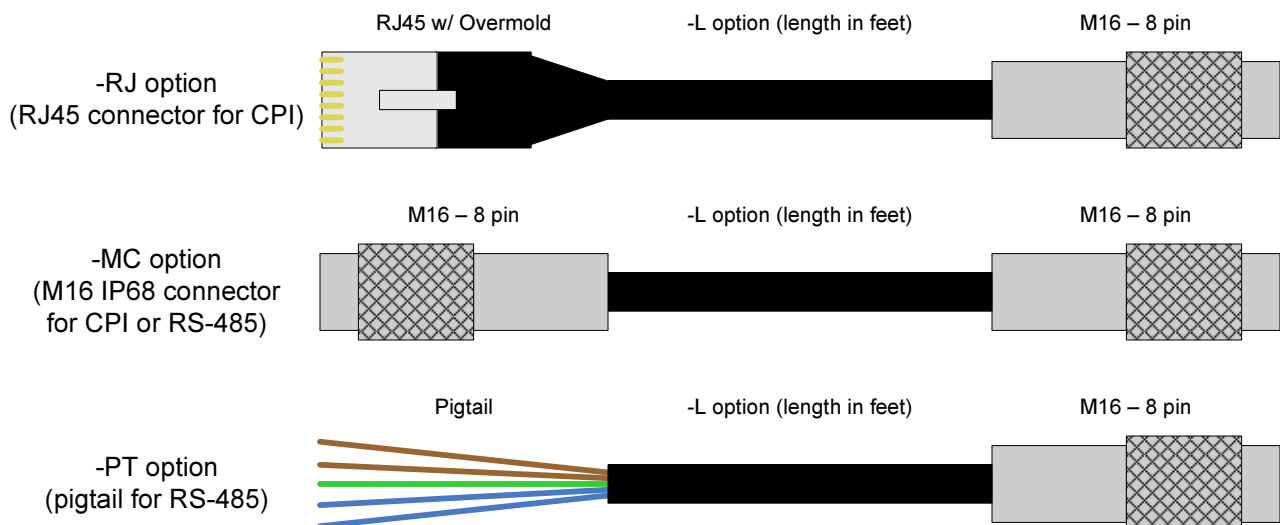 RJ45 w/ Overmold
-L option (length in feet)
M16 – 8 pin
-RJ option
(RJ45 connector for CPI)
M16 – 8 pin
-L option (length in feet)
M16 – 8 pin
-MC option
(M16 IP68 connector
for CPI or RS-485)
Pigtail
-L option (length in feet)
M16 – 8 pin
-PT option
(pigtail for RS-485)